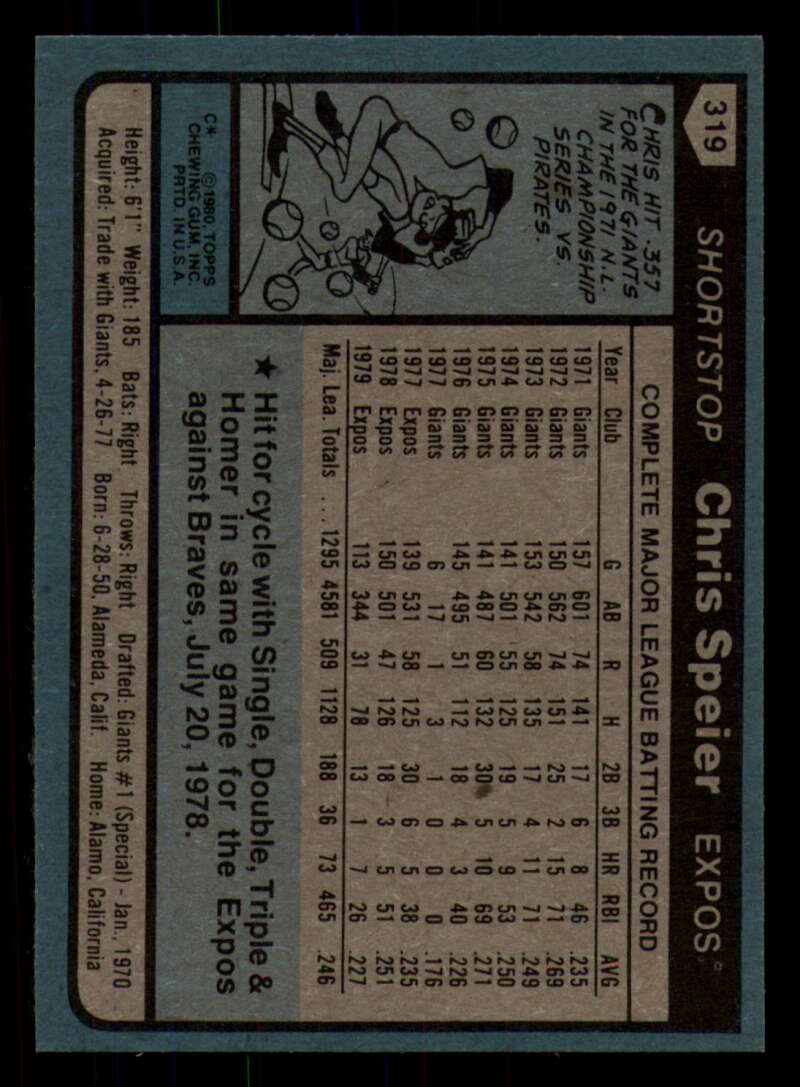 319
SHORTSTOP Chris Speier EXPOS
CHRIS HIT .357
FOR THE GIANTS
IN THE 1971 N.L.
CHAMPIONSHIP
SERIES VS
PIRATES.
C* ©1980, TOPPS
CHEWING GUM, INC.
PRTD. IN U.S.A.
COMPLETE MAJOR LEAGUE BATTING RECORD
Year Club G AB R H 2B 3B HR RBI AVG
1971 Giants 157 601 74 141 17 6 8 46 .235
1972 Giants 150 562 74 151 25 2 15 71 .269
1973 Giants 153 542 58 135 17 4 11 71 .249
1974 Giants 141 501 55 125 19 5 9 53 .250
1975 Giants 141 487 60 132 30 5 10 69 .271
1976 Giants 145 495 51 112 18 4 3 40 .226
1977 Giants 6 17 1 3 1 0 0 0 .176
1977 Expos 139 531 58 125 30 6 5 38 .235
1978 Expos 150 501 47 126 18 3 5 51 .251
1979 Expos 113 344 31 78 13 1 7 26 .227
Maj. Lea. Totals . . . 1295 4581 509 1128 188 36 73 465 .246
★ Hit for cycle with Single, Double, Triple &
Homer in same game for the Expos
against Braves, July 20, 1978.
Height: 6'1" Weight: 185 Bats: Right Throws: Right Drafted: Giants #1 (Special) - Jan., 1970
Acquired: Trade with Giants, 4-26-77 Born: 6-28-50, Alameda, Calif. Home: Alamo, California